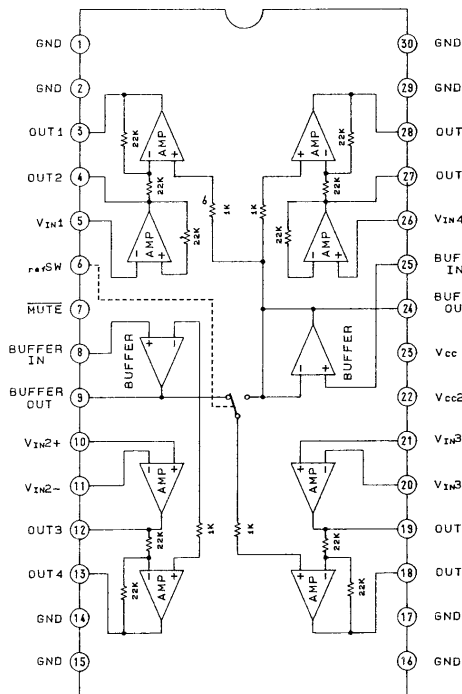 GND 1
GND 2
OUT1 3
OUT2 4
VIN1 5
refSW 6
MUTE 7
BUFFER IN 8
BUFFER OUT 9
VIN2+ 10
VIN2- 11
OUT3 12
OUT4 13
GND 14
GND 15
30 GND
29 GND
28 OUT
27 OUT
26 VIN4
25 BUF IN
24 BUF OU
23 Vcc
22 Vcc2
21 VIN3
20 VIN3
19 OUT
18 OUT
17 GND
16 GND
22K
AMP
- +
22K
6
1K
AMP
- +
22K
1K
AMP
+ -
22K
22K
22K
AMP
+ -
+ -
BUFFER
BUFFER
- +
- +
AMP
22K
1K
22K
- +
AMP
1K
+ -
AMP
22K
22K
+ -
AMP